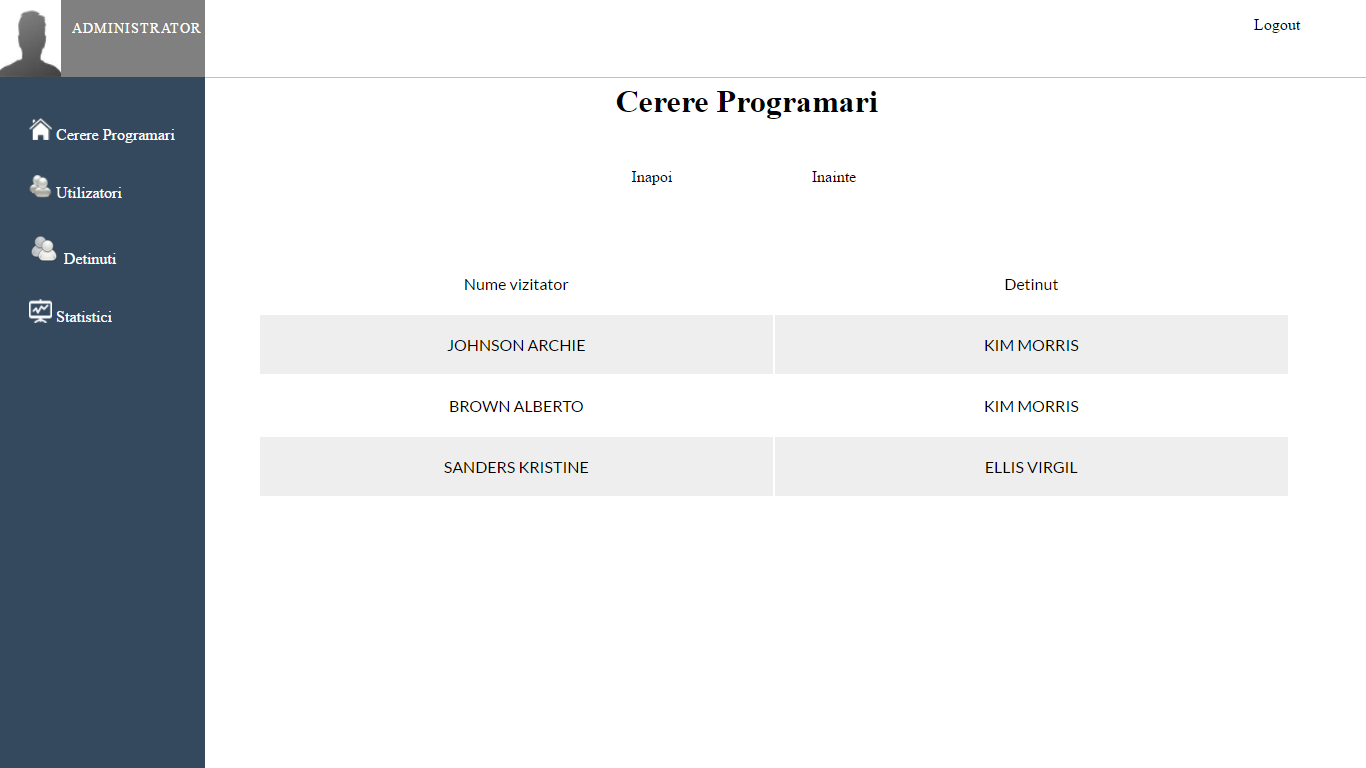 ADMINISTRATOR
Logout
Cerere Programari
Utilizatori
Detinuti
Statistici
Cerere Programari
Inapoi Inainte
Nume vizitator Detinut
JOHNSON ARCHIE KIM MORRIS
BROWN ALBERTO KIM MORRIS
SANDERS KRISTINE ELLIS VIRGIL